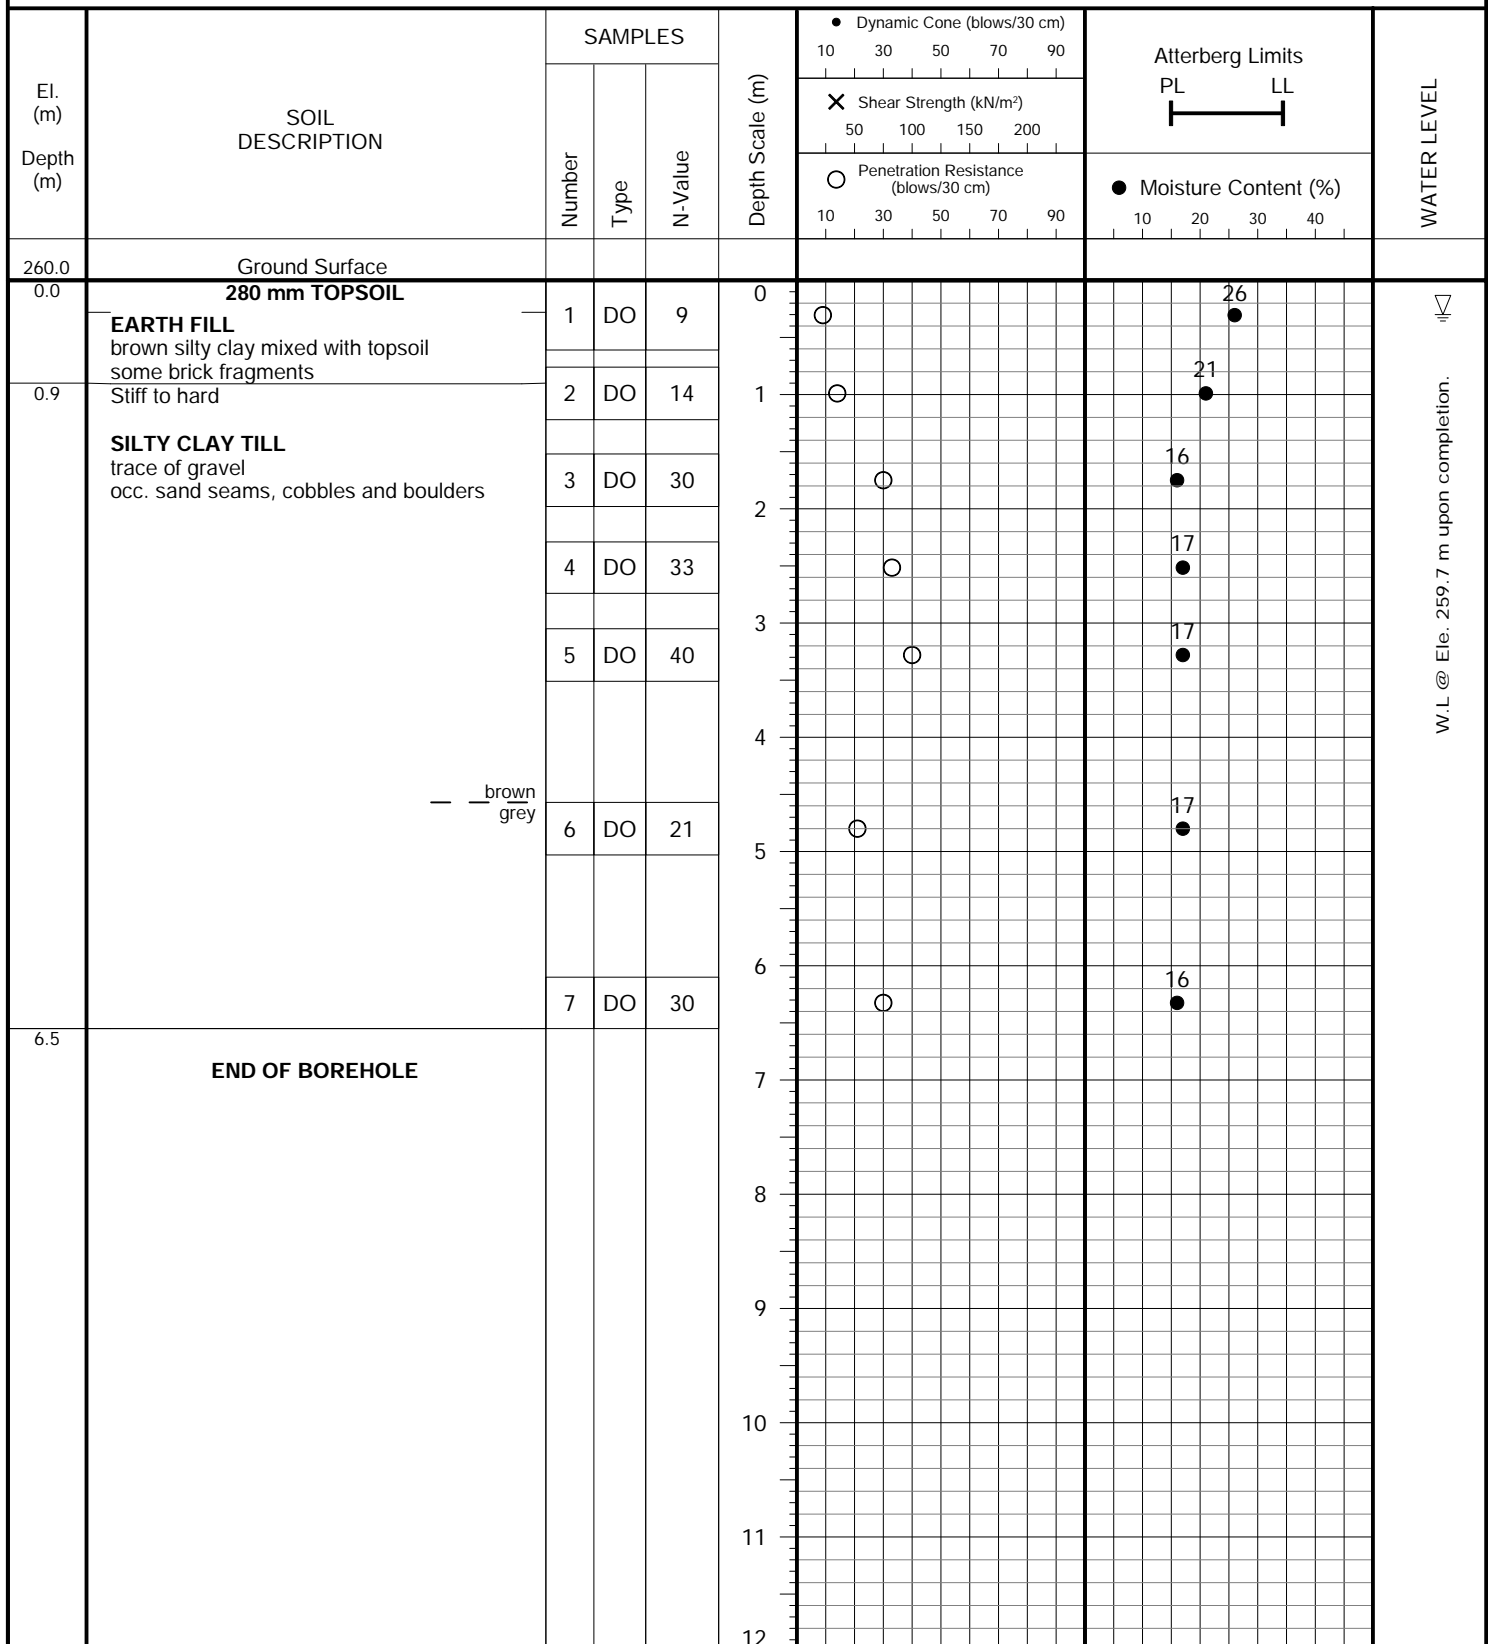 El.
(m)
Depth
(m)
SOIL
DESCRIPTION
SAMPLES
Number
Type
N-Value
Depth Scale (m)
● Dynamic Cone (blows/30 cm)
10 30 50 70 90
✕ Shear Strength (kN/m²)
50 100 150 200
○ Penetration Resistance
(blows/30 cm)
10 30 50 70 90
Atterberg Limits
PL LL
● Moisture Content (%)
10 20 30 40
WATER LEVEL
260.0 Ground Surface
0.0 280 mm TOPSOIL 0 26
EARTH FILL 1 DO 9
brown silty clay mixed with topsoil
some brick fragments 21
0.9 Stiff to hard 2 DO 14 1
SILTY CLAY TILL 16
trace of gravel
occ. sand seams, cobbles and boulders 3 DO 30
2
17
4 DO 33
3 17
5 DO 40
W.L @ Ele. 259.7 m upon completion.
4
brown
grey 17
6 DO 21
5
6 16
7 DO 30
6.5
END OF BOREHOLE
7
8
9
10
11
12